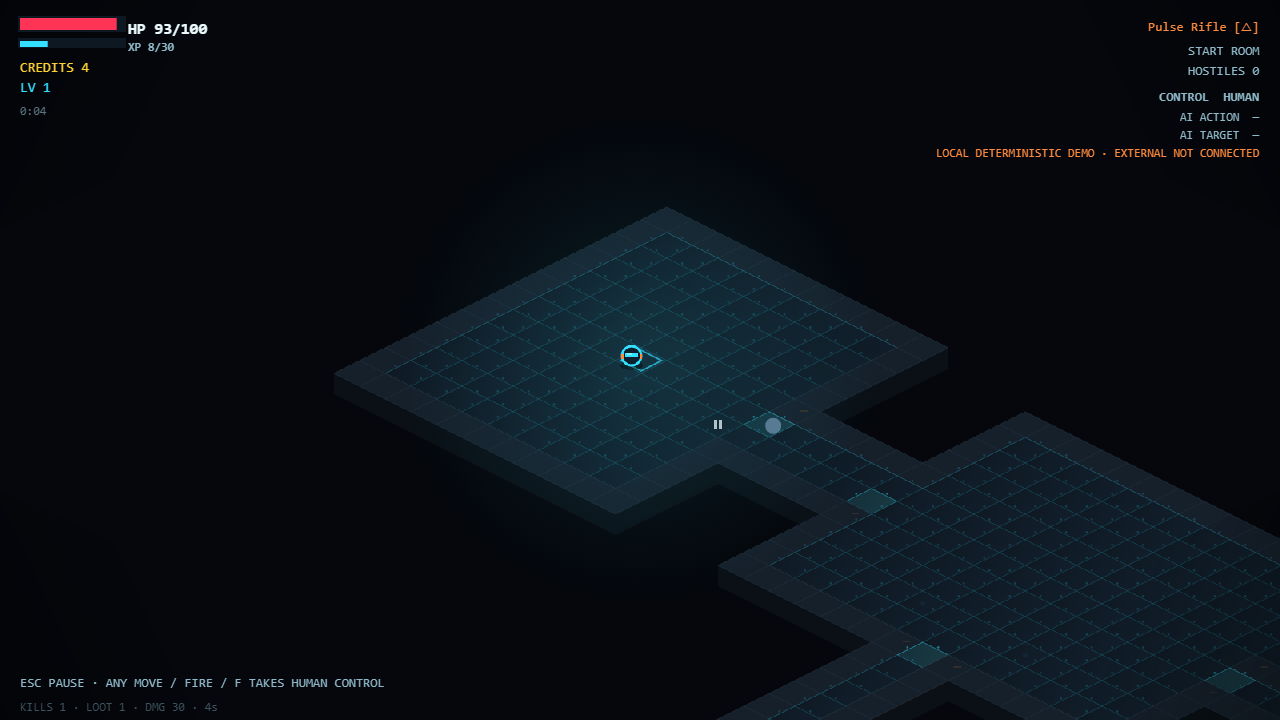 HP 93/100
XP 8/30
CREDITS 4
LV 1
0:04
Pulse Rifle [△]
START ROOM
HOSTILES 0
CONTROL HUMAN
AI ACTION —
AI TARGET —
LOCAL DETERMINISTIC DEMO · EXTERNAL NOT CONNECTED
ESC PAUSE · ANY MOVE / FIRE / F TAKES HUMAN CONTROL
KILLS 1 · LOOT 1 · DMG 30 · 4s